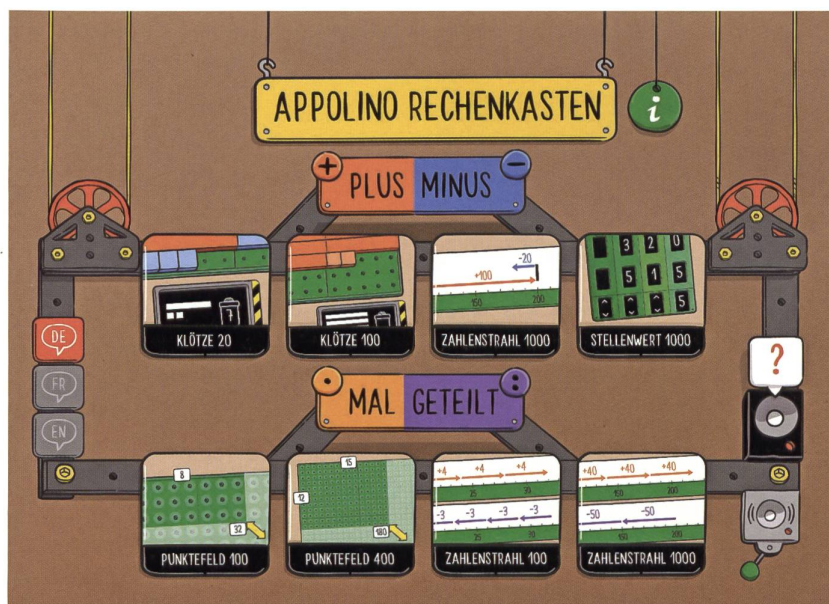 APPOLINO RECHENKASTEN
i
+ PLUS MINUS −
-20
+100
150 200
3 2 0
5 1 5
5
KLÖTZE 20
KLÖTZE 100
ZAHLENSTRAHL 1000
STELLENWERT 1000
DE
FR
EN
?
• MAL GETEILT :
8
32
15
12
180
+4 +4 +4
25 30
-3 -3 -3 -3
25 30
+40 +40 +40
150 200
-50 -50
150 200
PUNKTEFELD 100
PUNKTEFELD 400
ZAHLENSTRAHL 100
ZAHLENSTRAHL 1000